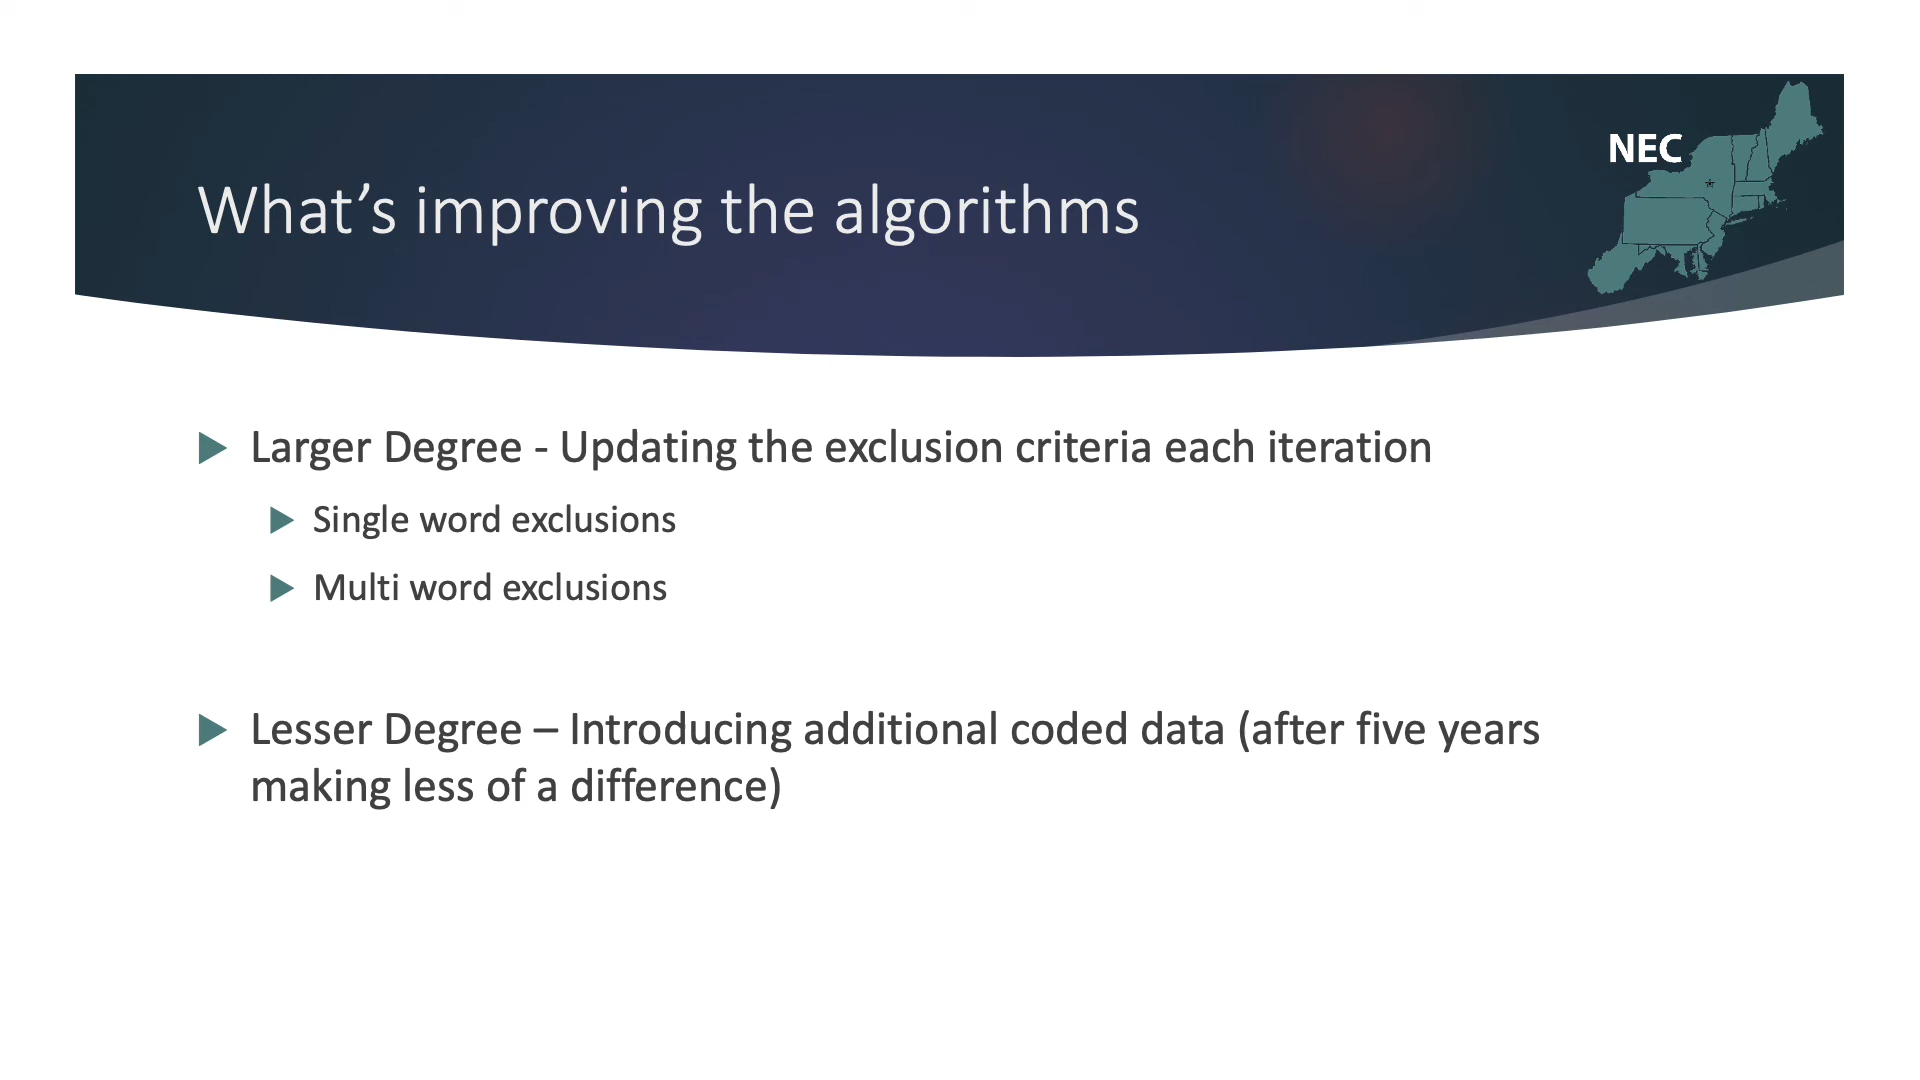 NEC
What’s improving the algorithms
Larger Degree - Updating the exclusion criteria each iteration
Single word exclusions
Multi word exclusions
Lesser Degree – Introducing additional coded data (after five years
making less of a difference)